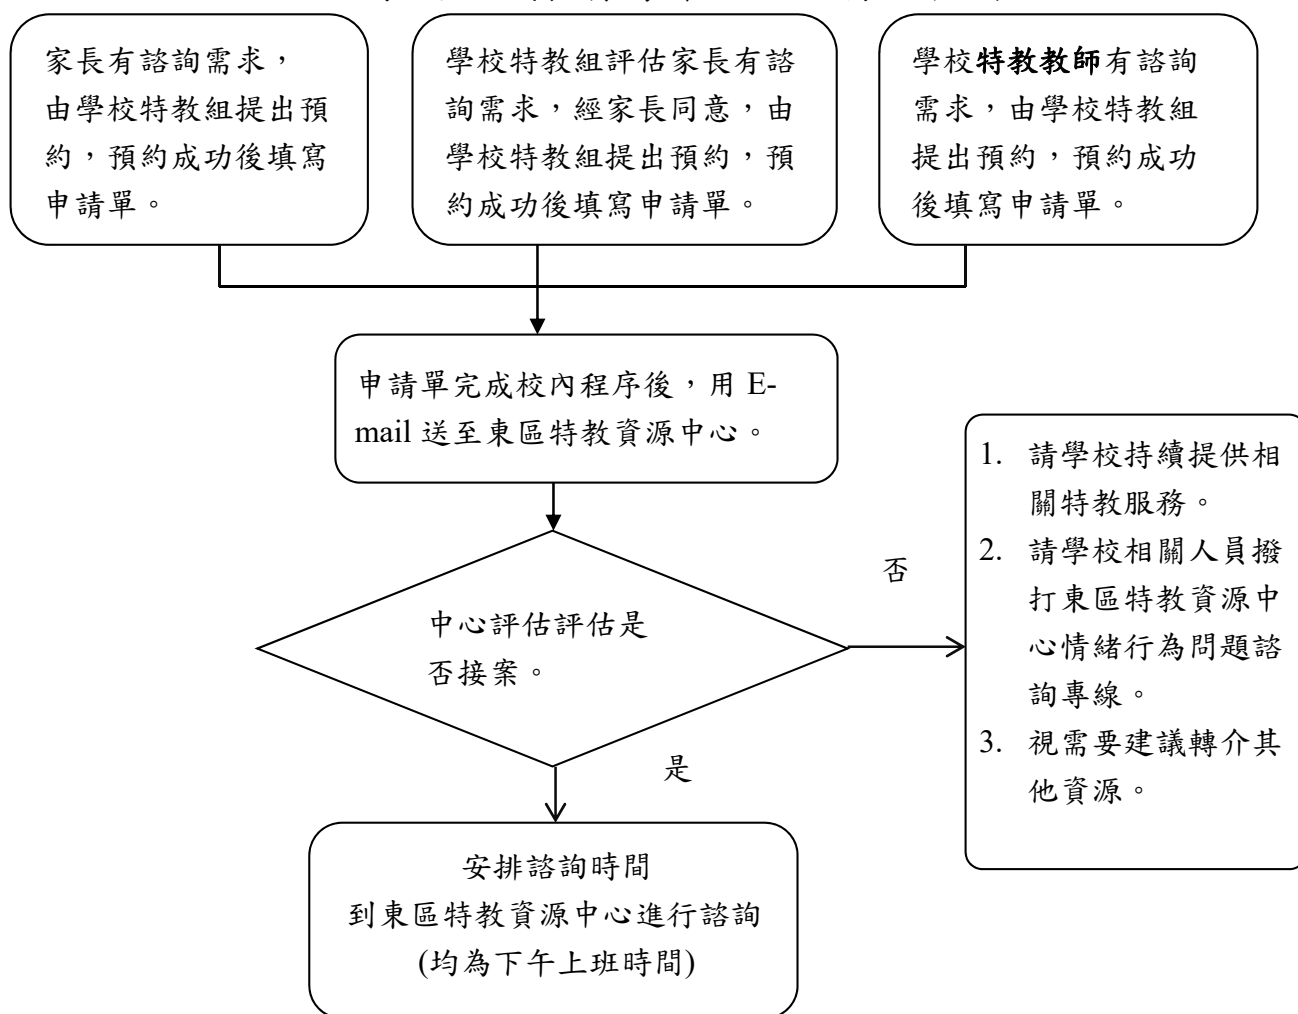 家長有諮詢需求，
由學校特教組提出預
約，預約成功後填寫
申請單。
學校特教組評估家長有諮
詢需求，經家長同意，由
學校特教組提出預約，預
約成功後填寫申請單。
學校特教教師有諮詢
需求，由學校特教組
提出預約，預約成功
後填寫申請單。
申請單完成校內程序後，用 E-
mail 送至東區特教資源中心。
中心評估評估是
否接案。
否
1. 請學校持續提供相
關特教服務。
2. 請學校相關人員撥
打東區特教資源中
心情緒行為問題諮
詢專線。
3. 視需要建議轉介其
他資源。
是
安排諮詢時間
到東區特教資源中心進行諮詢
(均為下午上班時間)